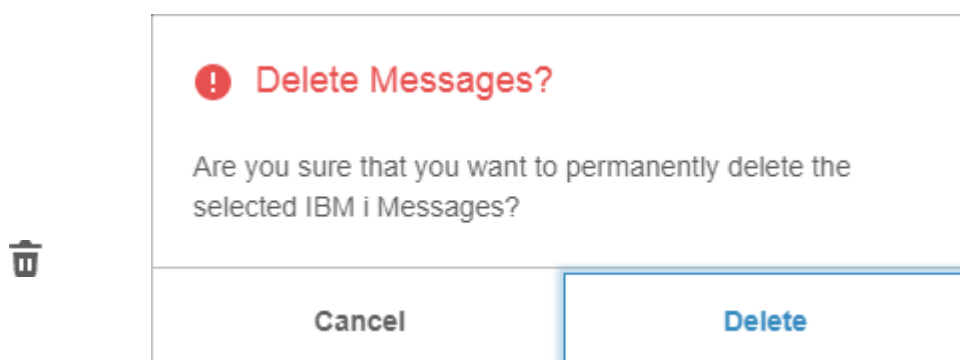 Delete Messages?
Are you sure that you want to permanently delete the
selected IBM i Messages?
Cancel
Delete